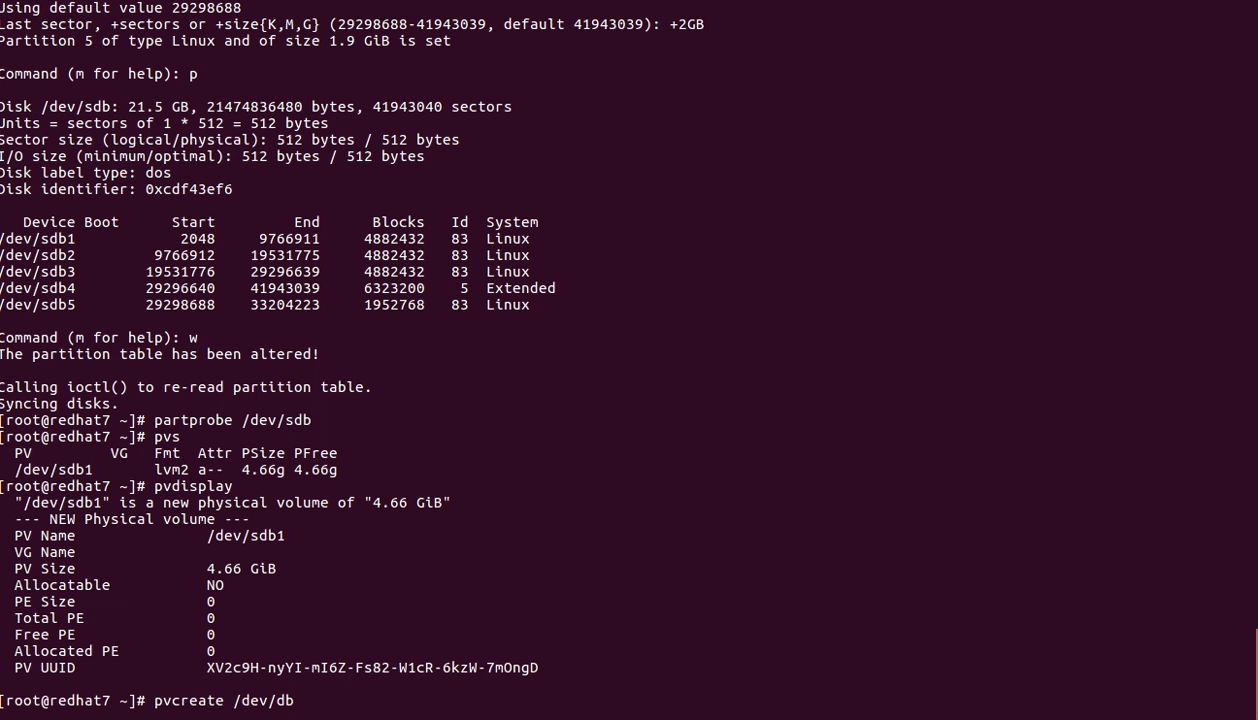 Using default value 29298688
Last sector, +sectors or +size{K,M,G} (29298688-41943039, default 41943039): +2GB
Partition 5 of type Linux and of size 1.9 GiB is set
Command (m for help): p
Disk /dev/sdb: 21.5 GB, 21474836480 bytes, 41943040 sectors
Units = sectors of 1 * 512 = 512 bytes
Sector size (logical/physical): 512 bytes / 512 bytes
I/O size (minimum/optimal): 512 bytes / 512 bytes
Disk label type: dos
Disk identifier: 0xcdf43ef6
   Device Boot      Start         End      Blocks   Id  System
/dev/sdb1            2048     9766911     4882432   83  Linux
/dev/sdb2         9766912    19531775     4882432   83  Linux
/dev/sdb3        19531776    29296639     4882432   83  Linux
/dev/sdb4        29296640    41943039     6323200    5  Extended
/dev/sdb5        29298688    33204223     1952768   83  Linux
Command (m for help): w
The partition table has been altered!
Calling ioctl() to re-read partition table.
Syncing disks.
[root@redhat7 ~]# partprobe /dev/sdb
[root@redhat7 ~]# pvs
  PV         VG   Fmt  Attr PSize PFree
  /dev/sdb1       lvm2 a--  4.66g 4.66g
[root@redhat7 ~]# pvdisplay
  "/dev/sdb1" is a new physical volume of "4.66 GiB"
  --- NEW Physical volume ---
  PV Name               /dev/sdb1
  VG Name
  PV Size               4.66 GiB
  Allocatable           NO
  PE Size               0
  Total PE              0
  Free PE               0
  Allocated PE          0
  PV UUID               XV2c9H-nyYI-mI6Z-Fs82-W1cR-6kzW-7mOngD
[root@redhat7 ~]# pvcreate /dev/db